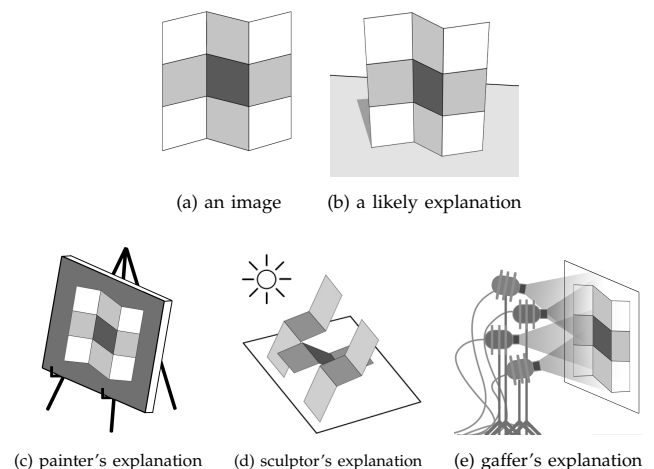 (a) an image
(b) a likely explanation
(c) painter's explanation
(d) sculptor's explanation
(e) gaffer's explanation